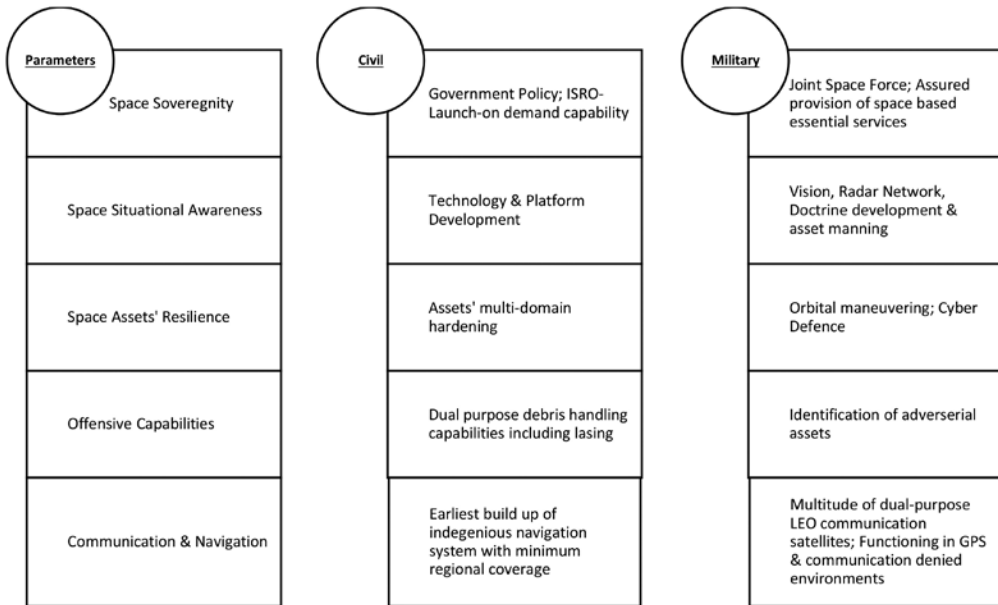 Parameters
Civil
Military
Space Soveregnity
Government Policy; ISRO-
Launch-on demand capability
Joint Space Force; Assured
provision of space based
essential services
Space Situational Awareness
Technology & Platform
Development
Vision, Radar Network,
Doctrine development &
asset manning
Space Assets' Resilience
Assets' multi-domain
hardening
Orbital maneuvering; Cyber
Defence
Offensive Capabilities
Dual purpose debris handling
capabilities including lasing
Identification of adverserial
assets
Communication & Navigation
Earliest build up of
indegenious navigation
system with minimum
regional coverage
Multitude of dual-purpose
LEO communication
satellites; Functioning in GPS
& communication denied
environments